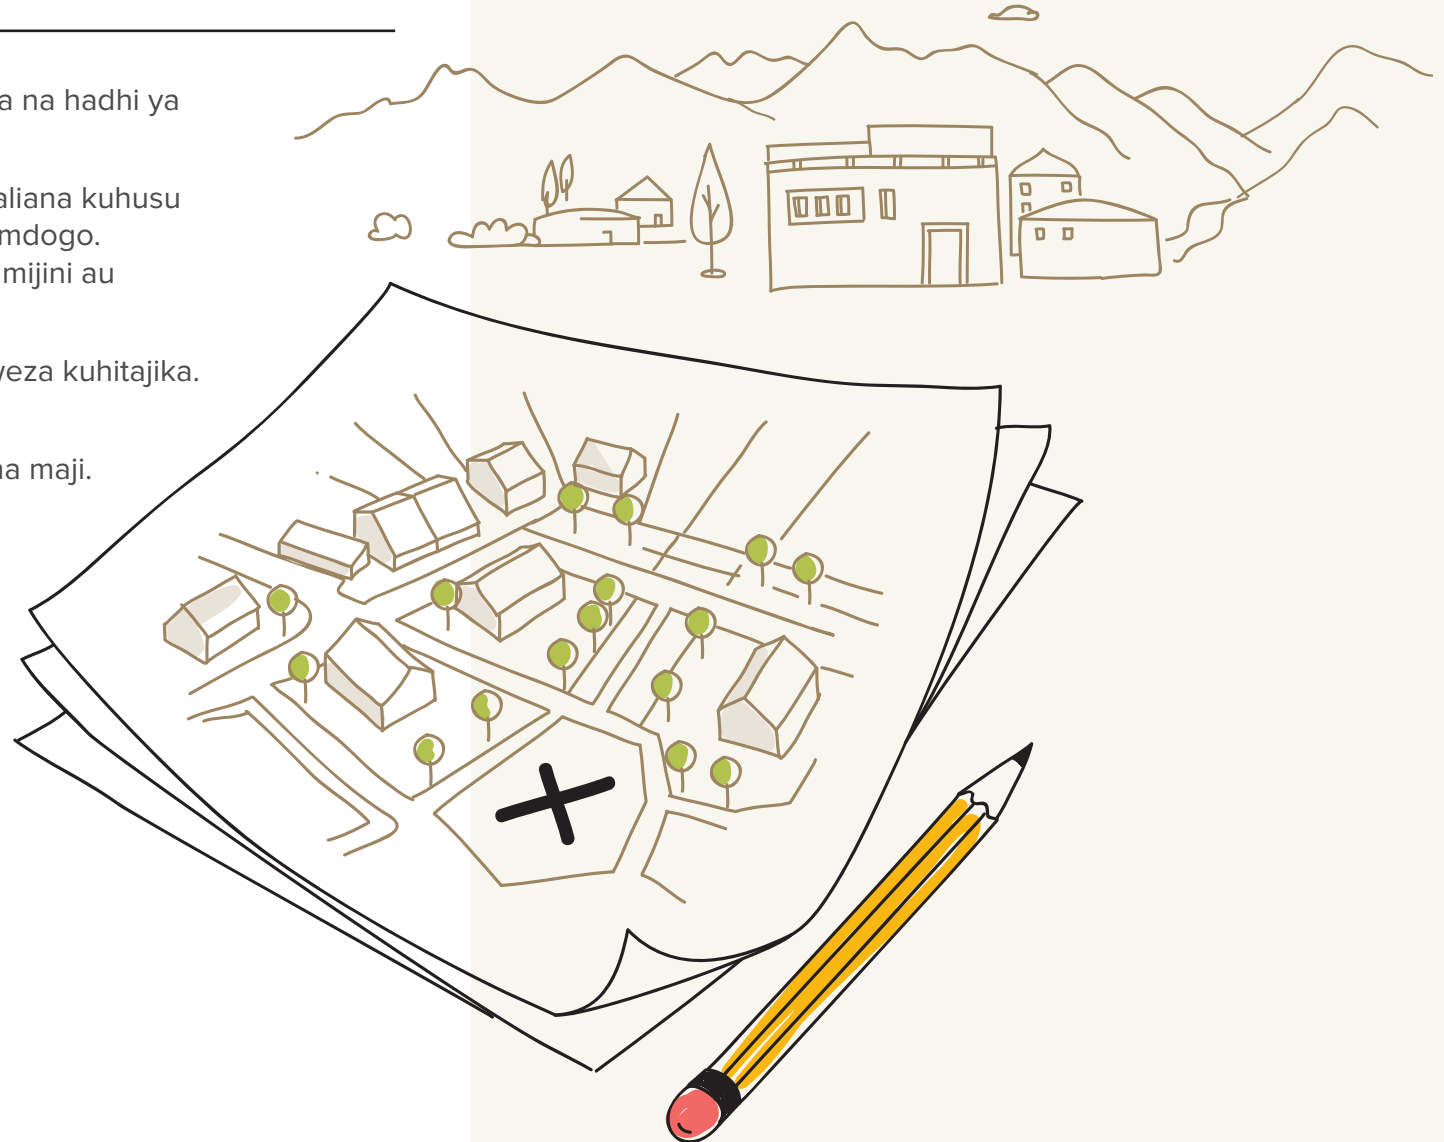 a na hadhi ya
aliana kuhusu
mdogo.
mijini au
weza kuhitajika.
na maji.